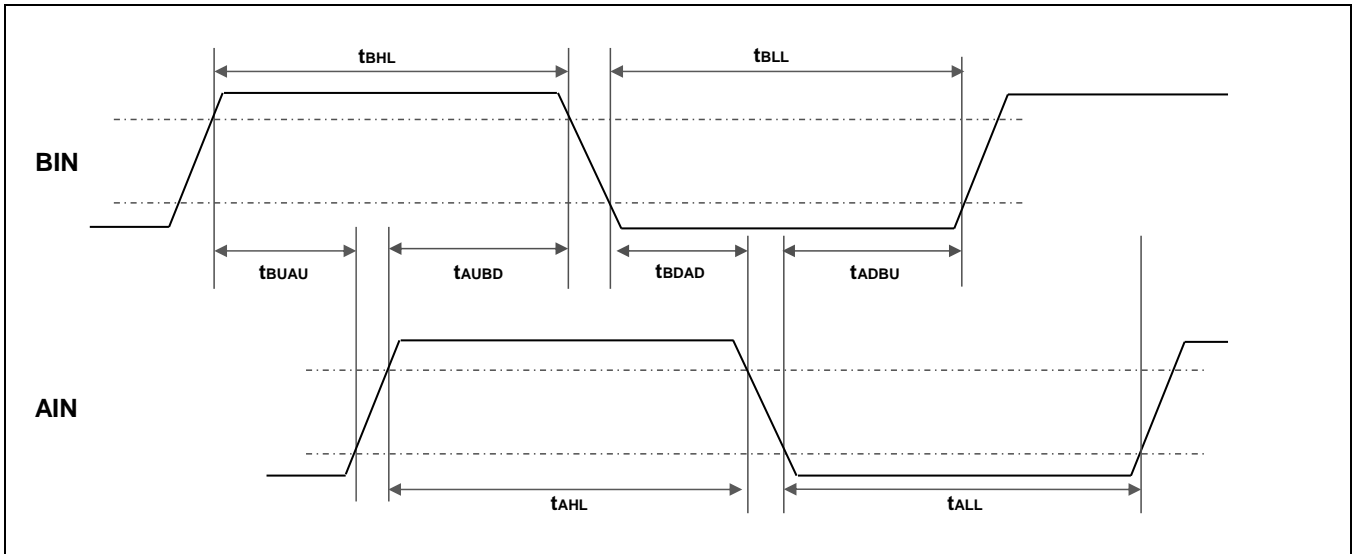 tBHL
tBLL
BIN
tBUAU
tAUBD
tBDAD
tADBU
AIN
tAHL
tALL